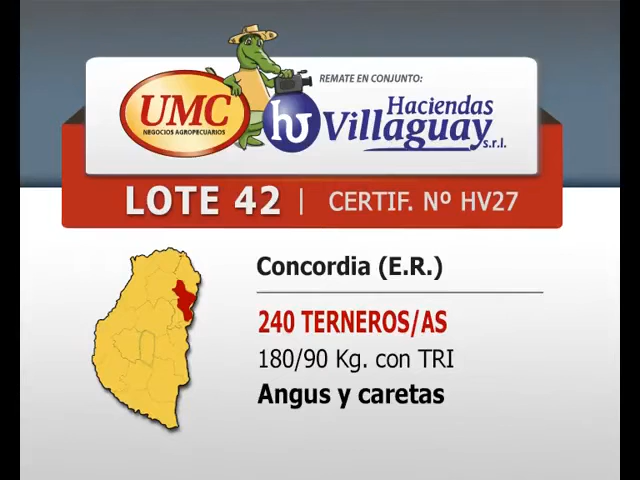 REMATE EN CONJUNTO:
UMC
NEGOCIOS AGROPECUARIOS
hv
Haciendas
Villaguay
s.r.l.
LOTE 42 | CERTIF. Nº HV27
Concordia (E.R.)
240 TERNEROS/AS
180/90 Kg. con TRI
Angus y caretas